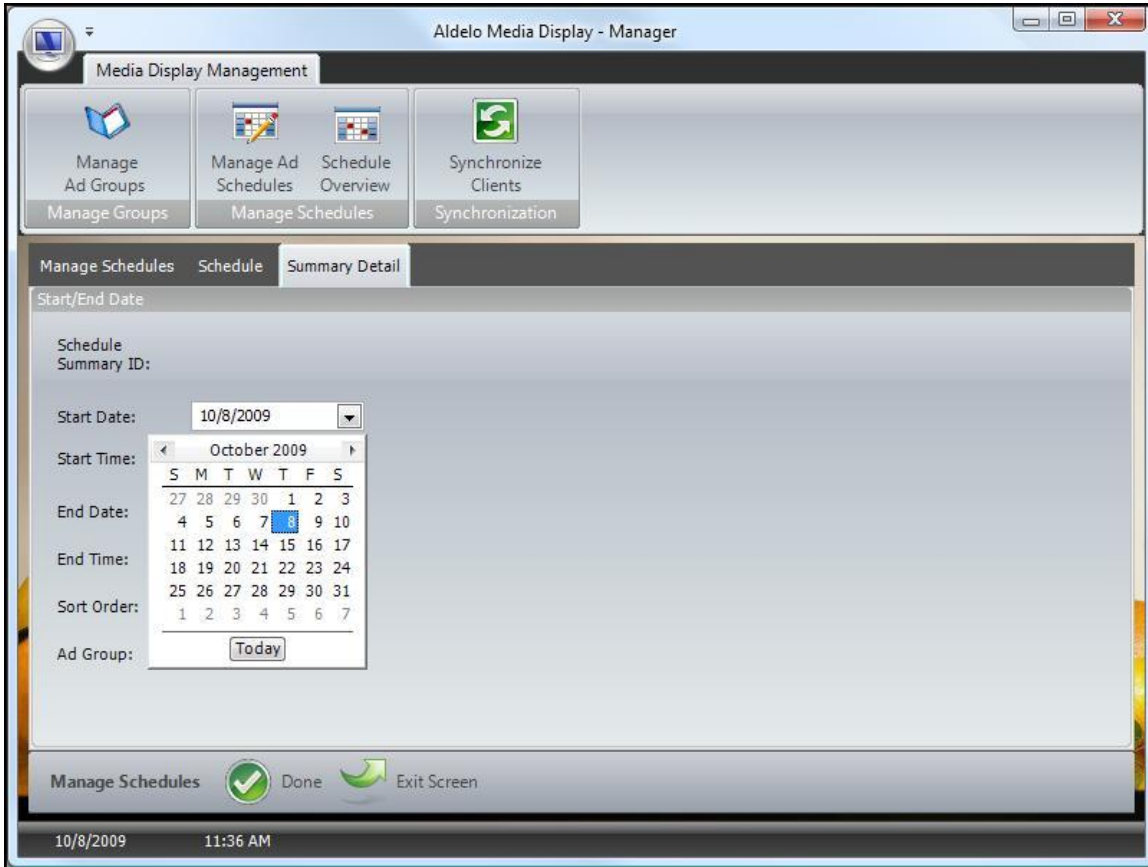 Aldelo Media Display - Manager
Media Display Management
Manage
Ad Groups
Manage Ad
Schedules
Schedule
Overview
Synchronize
Clients
Manage Groups
Manage Schedules
Synchronization
Manage Schedules Schedule Summary Detail
Start/End Date
Schedule
Summary ID:
Start Date: 10/8/2009
Start Time:
End Date:
End Time:
Sort Order:
Ad Group:
October 2009
S M T W T F S
27 28 29 30 1 2 3
4 5 6 7 8 9 10
11 12 13 14 15 16 17
18 19 20 21 22 23 24
25 26 27 28 29 30 31
1 2 3 4 5 6 7
Today
Manage Schedules Done Exit Screen
10/8/2009 11:36 AM